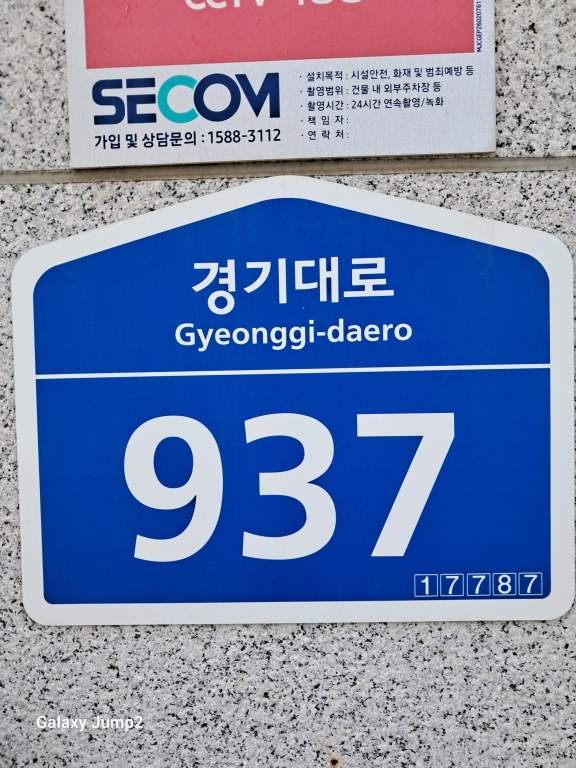 CCTV
MJCGEP26020761
SECOM
가입 및 상담문의 : 1588-3112
· 설치목적 : 시설안전, 화재 및 범죄예방 등
· 촬영범위 : 건물 내 외부주차장 등
· 촬영시간 : 24시간 연속촬영/녹화
· 책 임 자 :
· 연 락 처 :
경기대로
Gyeonggi-daero
937
17787
Galaxy Jump2